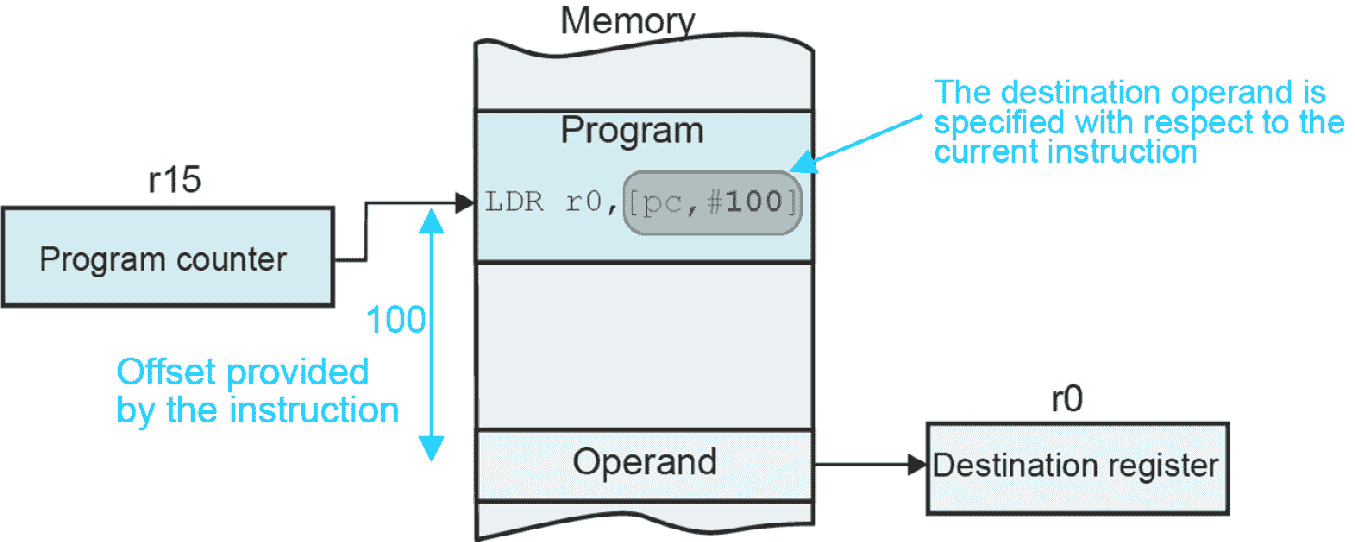 Memory
The destination operand is
specified with respect to the
current instruction
Program
r15
LDR r0,[pc,#100]
Program counter
100
Offset provided
by the instruction
r0
Operand
Destination register